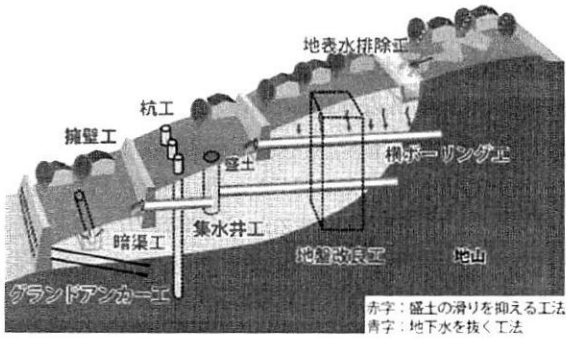 地表水排除工
杭工
擁壁工
盛土
横ボーリング工
暗渠工
集水井工
地盤改良工
地山
グランドアンカー工
赤字:盛土の滑りを抑える工法
青字:地下水を抜く工法